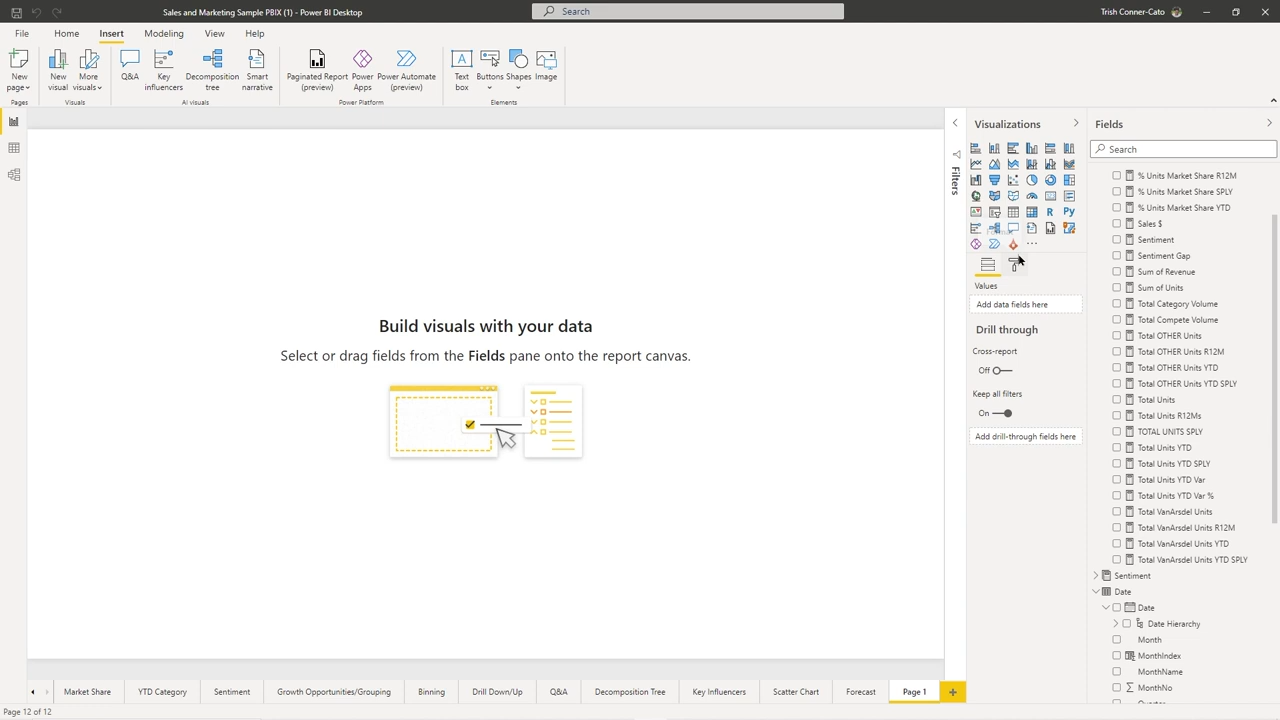 Sales and Marketing Sample PBIX (1) - Power BI Desktop
Search
Trish Conner-Cato
File
Home
Insert
Modeling
View
Help
New page
New visual
More visuals
Q&A
Key influencers
Decomposition tree
Smart narrative
Paginated Report (preview)
Power Apps
Power Automate (preview)
Text box
Buttons
Shapes
Image
Pages
Visuals
AI visuals
Power Platform
Elements
Build visuals with your data
Select or drag fields from the Fields pane onto the report canvas.
Filters
Visualizations
R
Py
Values
Add data fields here
Drill through
Cross-report
Off
Keep all filters
On
Add drill-through fields here
Fields
Search
% Units Market Share R12M
% Units Market Share SPLY
% Units Market Share YTD
Sales $
Sentiment
Sentiment Gap
Sum of Revenue
Sum of Units
Total Category Volume
Total Compete Volume
Total OTHER Units
Total OTHER Units R12M
Total OTHER Units YTD
Total OTHER Units YTD SPLY
Total Units
Total Units R12Ms
TOTAL UNITS SPLY
Total Units YTD
Total Units YTD SPLY
Total Units YTD Var
Total Units YTD Var %
Total VanArsdel Units
Total VanArsdel Units R12M
Total VanArsdel Units YTD
Total VanArsdel Units YTD SPLY
Sentiment
Date
Date
Date Hierarchy
Month
MonthIndex
MonthName
MonthNo
Market Share
YTD Category
Sentiment
Growth Opportunities/Grouping
Binning
Drill Down/Up
Q&A
Decomposition Tree
Key Influencers
Scatter Chart
Forecast
Page 1
Page 12 of 12